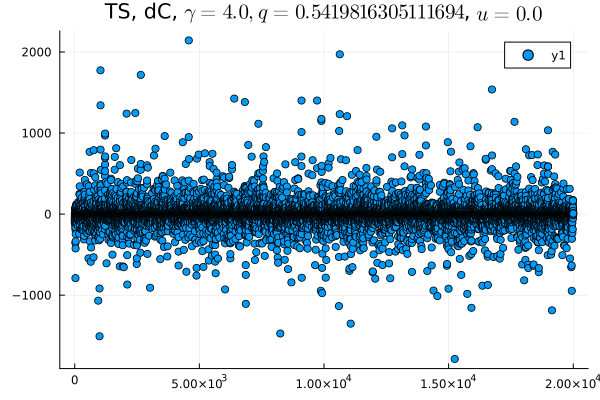 TS, dC, γ = 4.0, q = 0.5419816305111694, u = 0.0
y1
2000
1000
0
−1000
0 5.00×10³ 1.00×10⁴ 1.50×10⁴ 2.00×10⁴